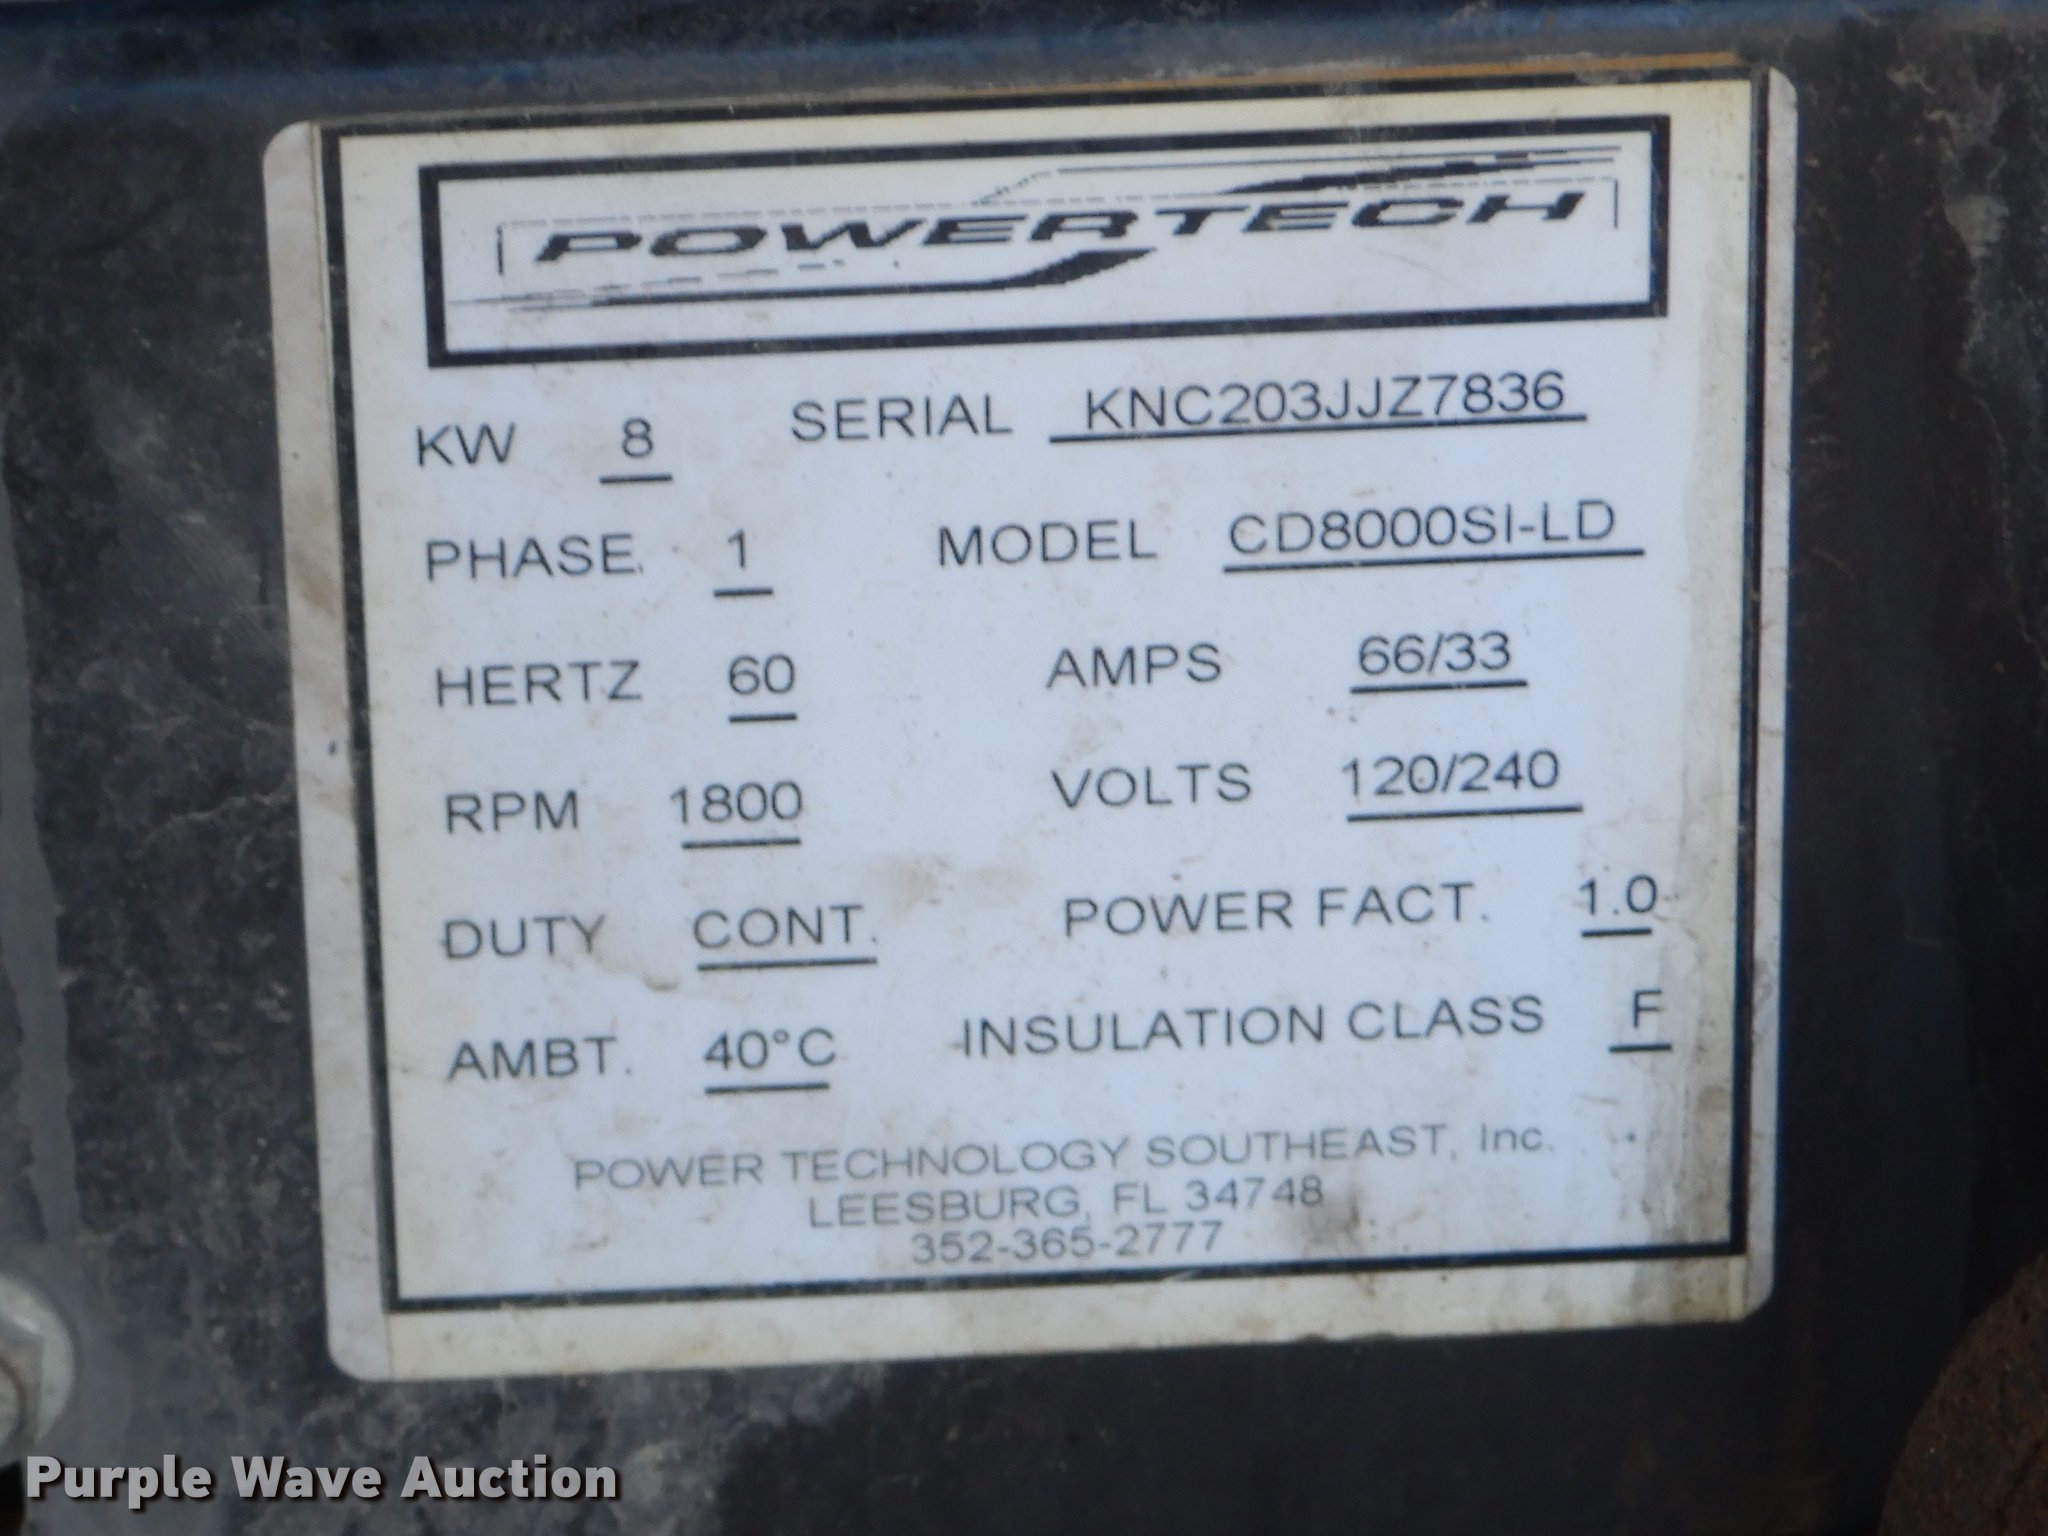 POWERTECH
KW 8 SERIAL KNC203JJZ7836
PHASE 1 MODEL CD8000SI-LD
HERTZ 60 AMPS 66/33
RPM 1800 VOLTS 120/240
DUTY CONT. POWER FACT. 1.0
AMBT. 40°C INSULATION CLASS F
POWER TECHNOLOGY SOUTHEAST, Inc.
LEESBURG, FL 34748
352-365-2777
Purple Wave Auction